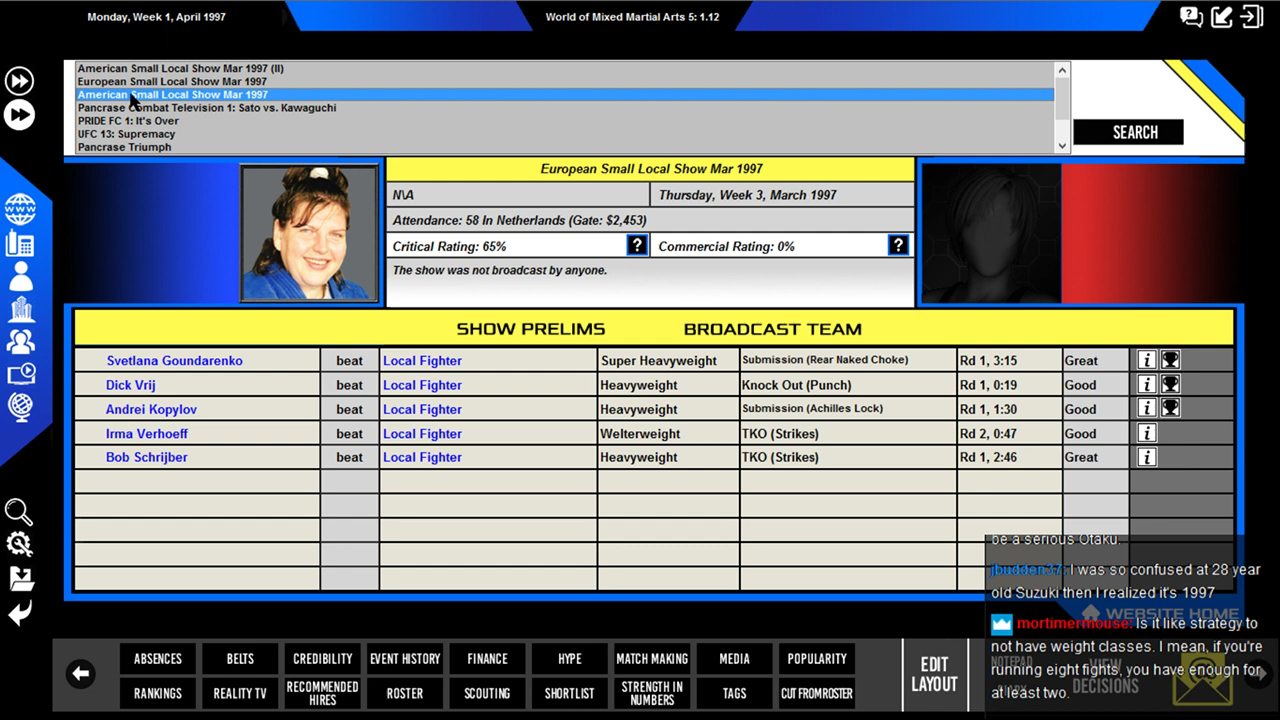 Monday, Week 1, April 1997
World of Mixed Martial Arts 5: 1.12
American Small Local Show Mar 1997 (II)
European Small Local Show Mar 1997
American Small Local Show Mar 1997
Pancrase Combat Television 1: Sato vs. Kawaguchi
PRIDE FC 1: It's Over
UFC 13: Supremacy
Pancrase Triumph
SEARCH
European Small Local Show Mar 1997
N\A Thursday, Week 3, March 1997
Attendance: 58 In Netherlands (Gate: $2,453)
Critical Rating: 65% ? Commercial Rating: 0% ?
The show was not broadcast by anyone.
SHOW PRELIMS BROADCAST TEAM
Svetlana Goundarenko beat Local Fighter Super Heavyweight Submission (Rear Naked Choke) Rd 1, 3:15 Great i
Dick Vrij beat Local Fighter Heavyweight Knock Out (Punch) Rd 1, 0:19 Good i
Andrei Kopylov beat Local Fighter Heavyweight Submission (Achilles Lock) Rd 1, 1:30 Good i
Irma Verhoeff beat Local Fighter Welterweight TKO (Strikes) Rd 2, 0:47 Good i
Bob Schrijber beat Local Fighter Heavyweight TKO (Strikes) Rd 1, 2:46 Great i
be a serious Otaku.
jbudden37: I was so confused at 28 year
old Suzuki then I realized it's 1997
WEBSITE HOME
mortimermouse: Is it like strategy to
not have weight classes. I mean, if you're
running eight fights, you have enough for
at least two.
ABSENCES BELTS CREDIBILITY EVENT HISTORY FINANCE HYPE MATCH MAKING MEDIA POPULARITY
RANKINGS REALITY TV RECOMMENDED HIRES ROSTER SCOUTING SHORTLIST STRENGTH IN NUMBERS TAGS CUT FROM ROSTER
EDIT LAYOUT
NOTEPAD
VIEW DECISIONS
WWW